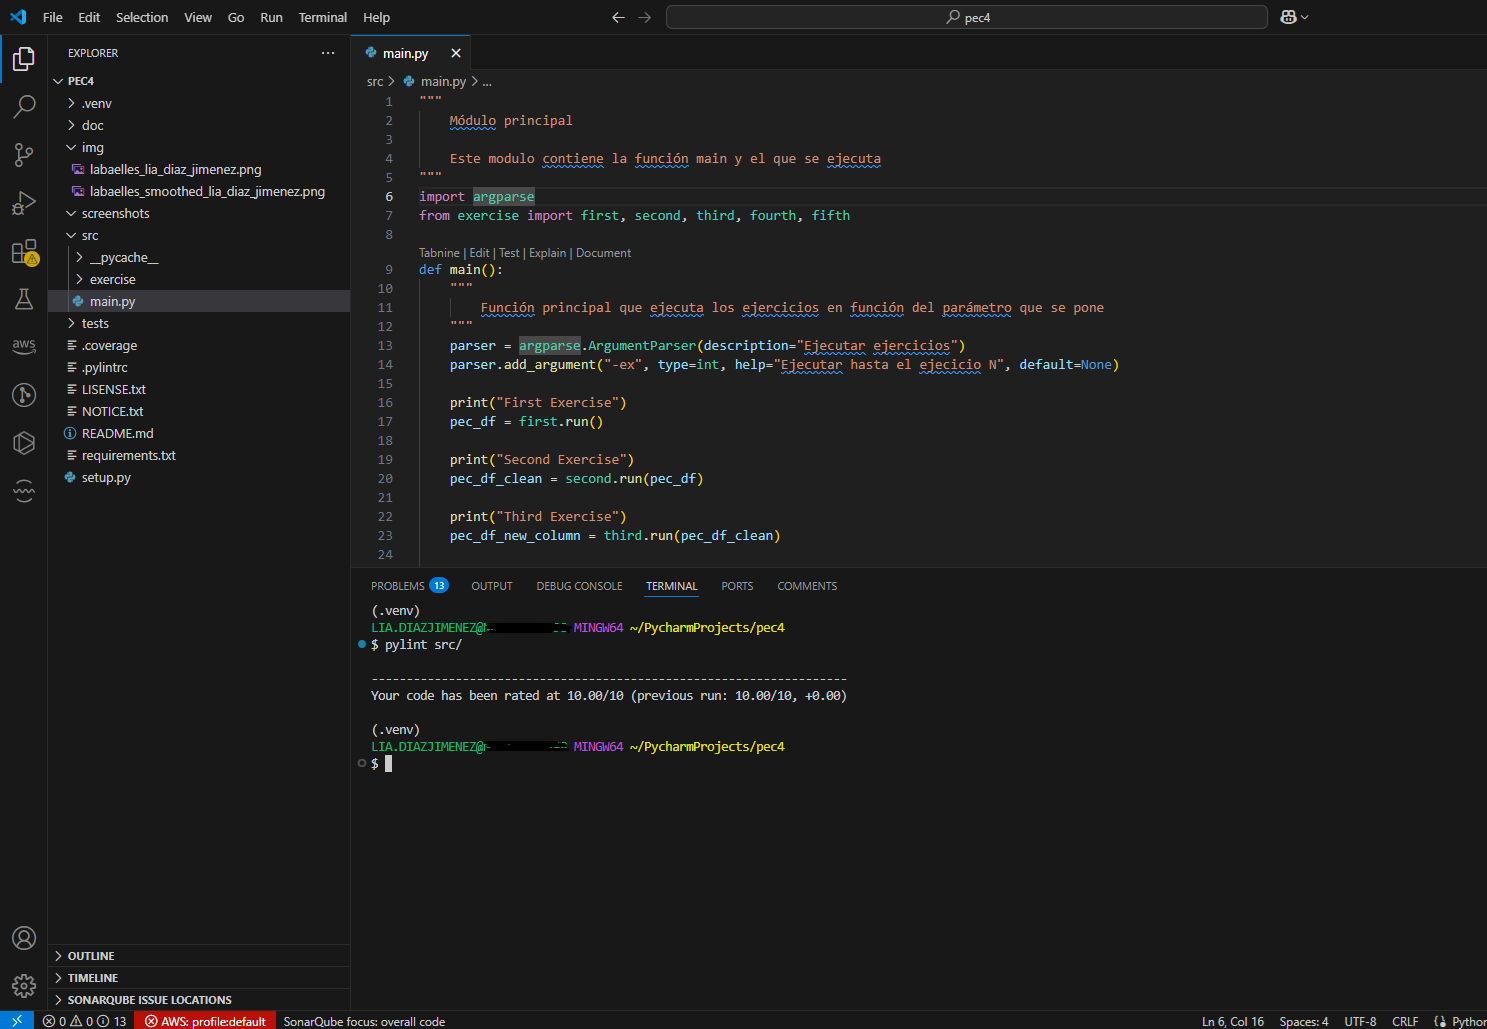 File Edit Selection View Go Run Terminal Help
pec4
EXPLORER
PEC4
.venv
doc
img
labaelles_lia_diaz_jimenez.png
labaelles_smoothed_lia_diaz_jimenez.png
screenshots
src
__pycache__
exercise
main.py
tests
.coverage
.pylintrc
LISENSE.txt
NOTICE.txt
README.md
requirements.txt
setup.py
aws
OUTLINE
TIMELINE
SONARQUBE ISSUE LOCATIONS
main.py
src > main.py > ...
1 """
2 Módulo principal
3
4 Este modulo contiene la función main y el que se ejecuta
5 """
6 import argparse
7 from exercise import first, second, third, fourth, fifth
8
Tabnine | Edit | Test | Explain | Document
9 def main():
10 """
11 Función principal que ejecuta los ejercicios en función del parámetro que se pone
12 """
13 parser = argparse.ArgumentParser(description="Ejecutar ejercicios")
14 parser.add_argument("-ex", type=int, help="Ejecutar hasta el ejecicio N", default=None)
15
16 print("First Exercise")
17 pec_df = first.run()
18
19 print("Second Exercise")
20 pec_df_clean = second.run(pec_df)
21
22 print("Third Exercise")
23 pec_df_new_column = third.run(pec_df_clean)
24
PROBLEMS 13 OUTPUT DEBUG CONSOLE TERMINAL PORTS COMMENTS
(.venv)
LIA.DIAZJIMENEZ@ MINGW64 ~/PycharmProjects/pec4
$ pylint src/
--------------------------------------------------------------------
Your code has been rated at 10.00/10 (previous run: 10.00/10, +0.00)
(.venv)
LIA.DIAZJIMENEZ@ MINGW64 ~/PycharmProjects/pec4
$
0 0 13 AWS: profile:default SonarQube focus: overall code Ln 6, Col 16 Spaces: 4 UTF-8 CRLF {} Python